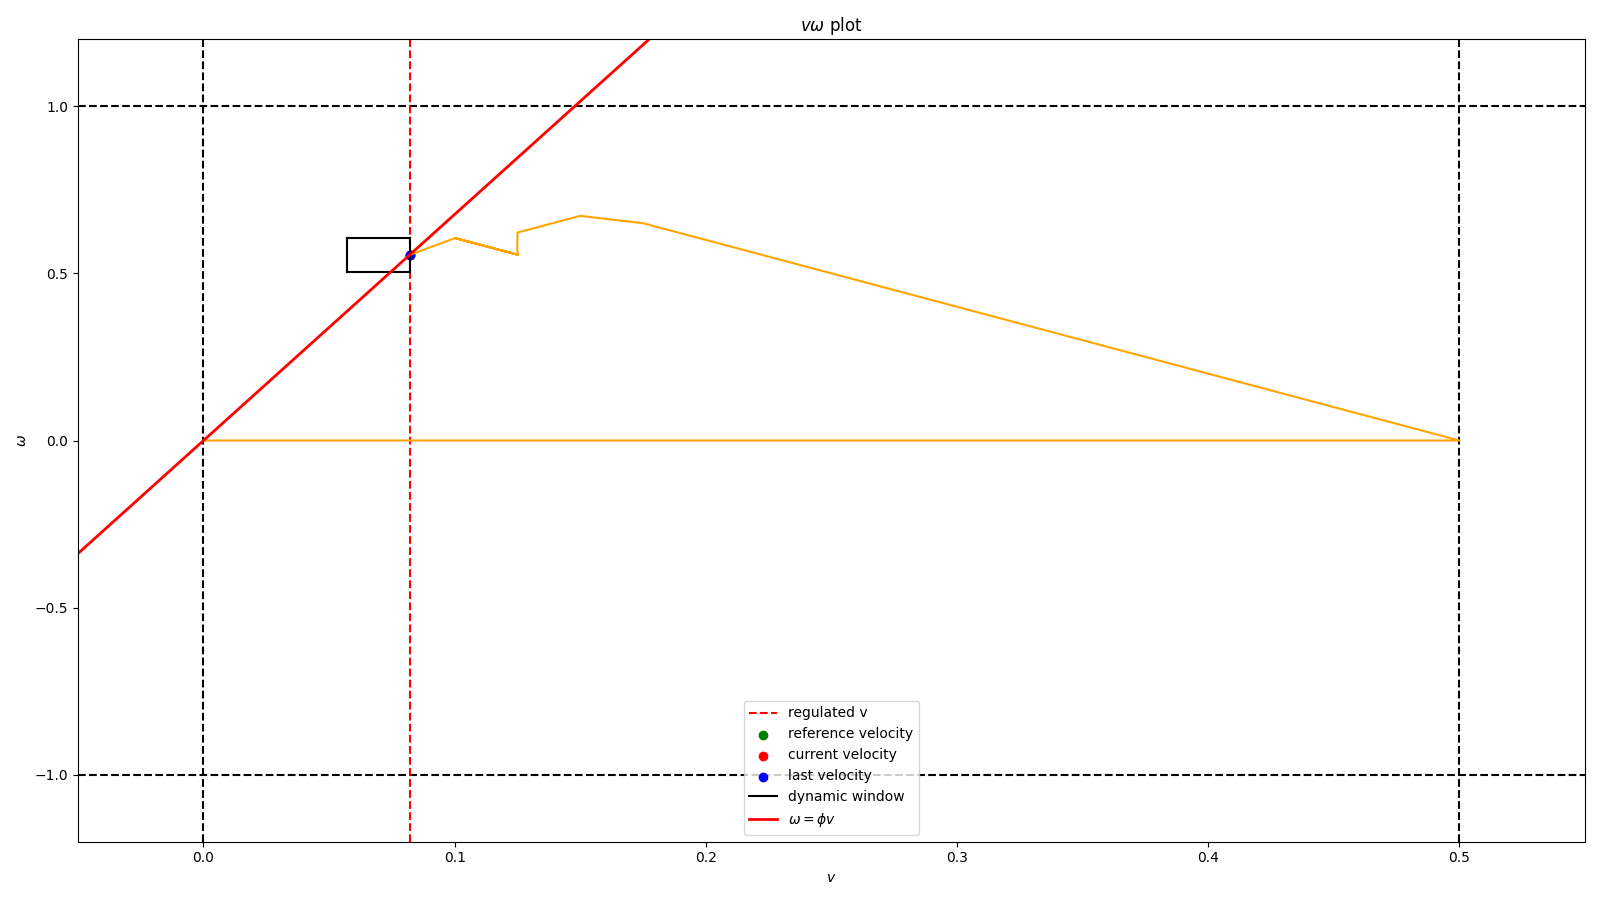 vω plot
1.0
0.5
0.0
−0.5
−1.0
ω
0.0 0.1 0.2 0.3 0.4 0.5
v
regulated v
reference velocity
current velocity
last velocity
dynamic window
ω = ϕv